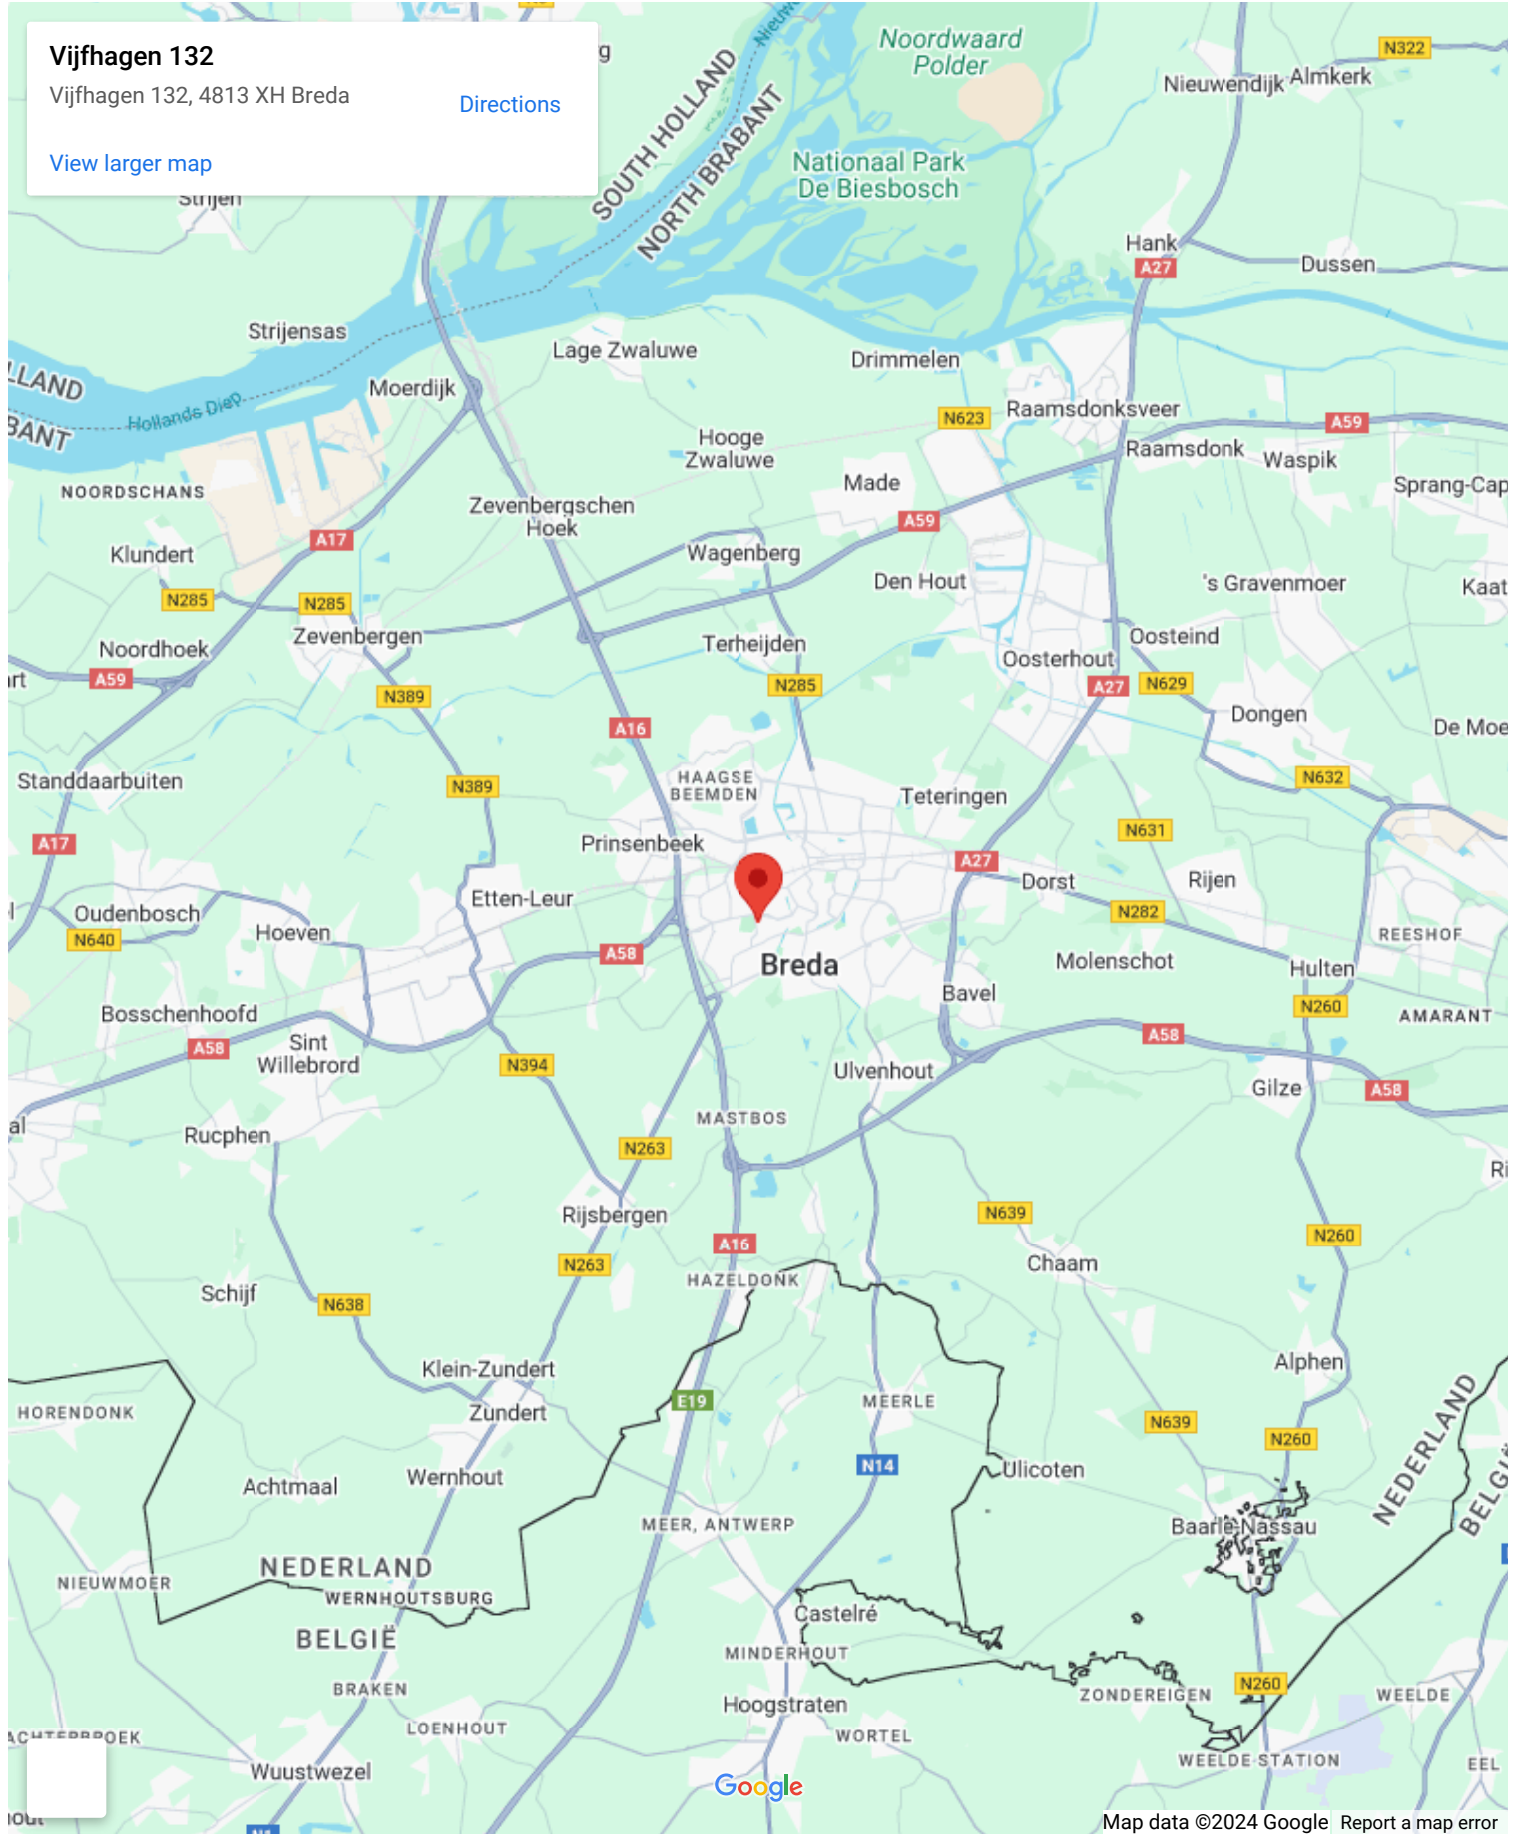 Vijfhagen 132
Vijfhagen 132, 4813 XH Breda
Directions
View larger map
Strijen
SOUTH HOLLAND
NORTH BRABANT
Noordwaard
Polder
Nationaal Park
De Biesbosch
N322
Nieuwendijk
Almkerk
Hank
A27
Dussen
Strijensas
Lage Zwaluwe
Drimmelen
Moerdijk
Hollands Diep
N623
Raamsdonksveer
A59
Hooge
Zwaluwe
Raamsdonk
Waspik
Made
NOORDSCHANS
Zevenbergschen
Hoek
A59
A17
Klundert
Wagenberg
Den Hout
's Gravenmoer
N285
N285
Zevenbergen
Noordhoek
Terheijden
Oosteind
Oosterhout
A59
N389
N285
A27
N629
Dongen
A16
Standdaarbuiten
N389
HAAGSE
BEEMDEN
Teteringen
N632
A17
Prinsenbeek
N631
A27
Etten-Leur
Dorst
Rijen
Oudenbosch
N640
Hoeven
N282
REESHOF
A58
Breda
Molenschot
Hulten
Bavel
N260
AMARANT
Bosschenhoofd
A58
Sint
Willebrord
N394
A58
Ulvenhout
Gilze
A58
MASTBOS
Rucphen
N263
Rijsbergen
N639
A16
N260
N263
HAZELDONK
Chaam
Schijf
N638
Klein-Zundert
Alphen
E19
MEERLE
HORENDONK
Zundert
N639
N260
NEDERLAND
N14
Ulicoten
Achtmaal
Wernhout
MEER, ANTWERP
Baarle-Nassau
NEDERLAND
NIEUWMOER
WERNHOUTSBURG
Castelré
BELGIË
MINDERHOUT
BRAKEN
N260
ZONDEREIGEN
WEELDE
Hoogstraten
LOENHOUT
WORTEL
WEELDE-STATION
Wuustwezel
Google
Map data ©2024 Google
Report a map error